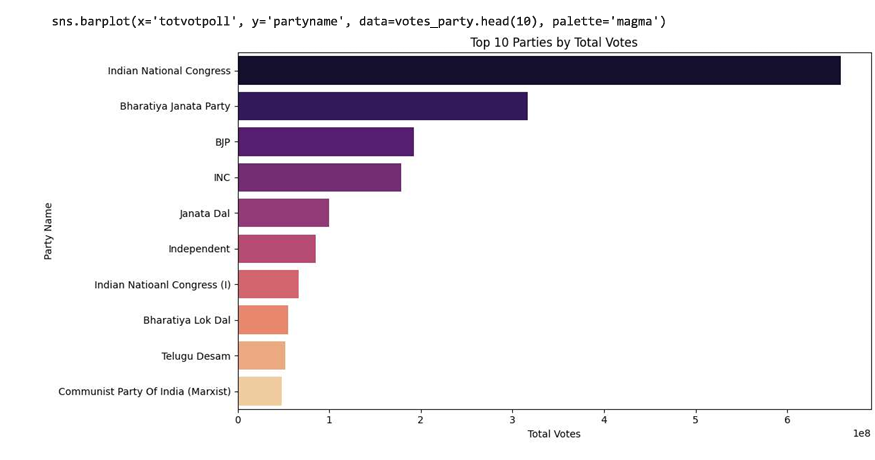 sns.barplot(x='totvotpoll', y='partyname', data=votes_party.head(10), palette='magma')
Top 10 Parties by Total Votes
Indian National Congress
Bharatiya Janata Party
BJP
INC
Janata Dal
Independent
Indian Natioanl Congress (I)
Bharatiya Lok Dal
Telugu Desam
Communist Party Of India (Marxist)
Party Name
0 1 2 3 4 5 6
Total Votes
1e8